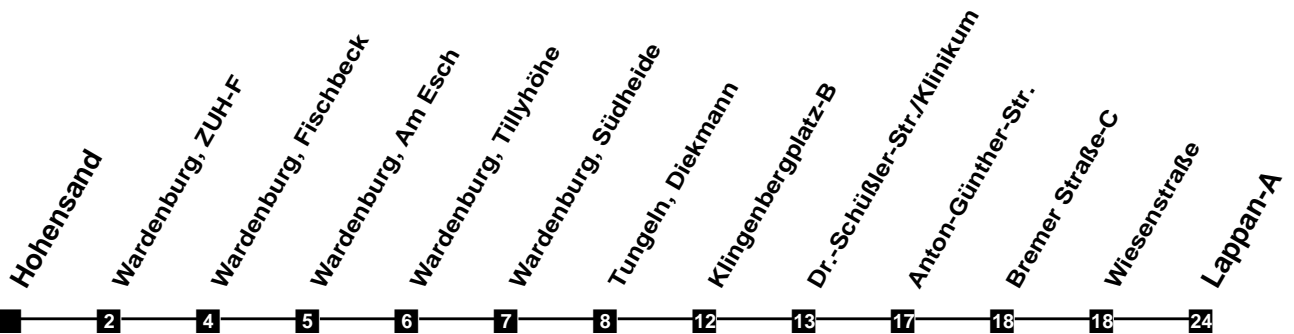 Hohensand
Wardenburg, ZUH-F
Wardenburg, Fischbeck
Wardenburg, Am Esch
Wardenburg, Tillyhöhe
Wardenburg, Südheide
Tungeln, Diekmann
Klingenbergplatz-B
Dr.-Schüßler-Str./Klinikum
Anton-Günther-Str.
Bremer Straße-C
Wiesenstraße
Lappan-A
2 4 5 6 7 8 12 13 17 18 18 24